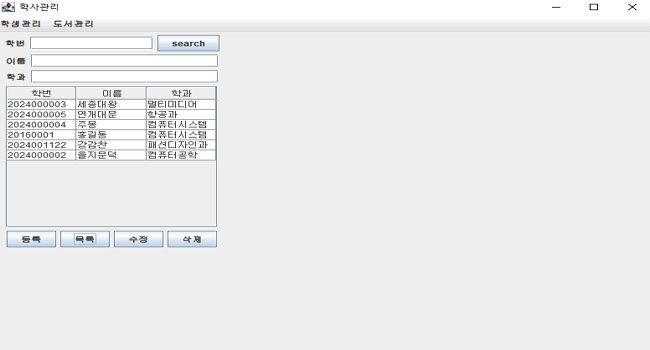 학사관리
학생관리 도서관리
학번 search
이름
학과
학번 이름 학과
2024000003 세종대왕 멀티미디어
2024000005 연개대문 항공과
2024000004 주몽 컴퓨터시스템
20160001 홍길동 컴퓨터시스템
2024001122 강감찬 패션디자인과
2024000002 을지문덕 컴퓨터공학
등록 목록 수정 삭제